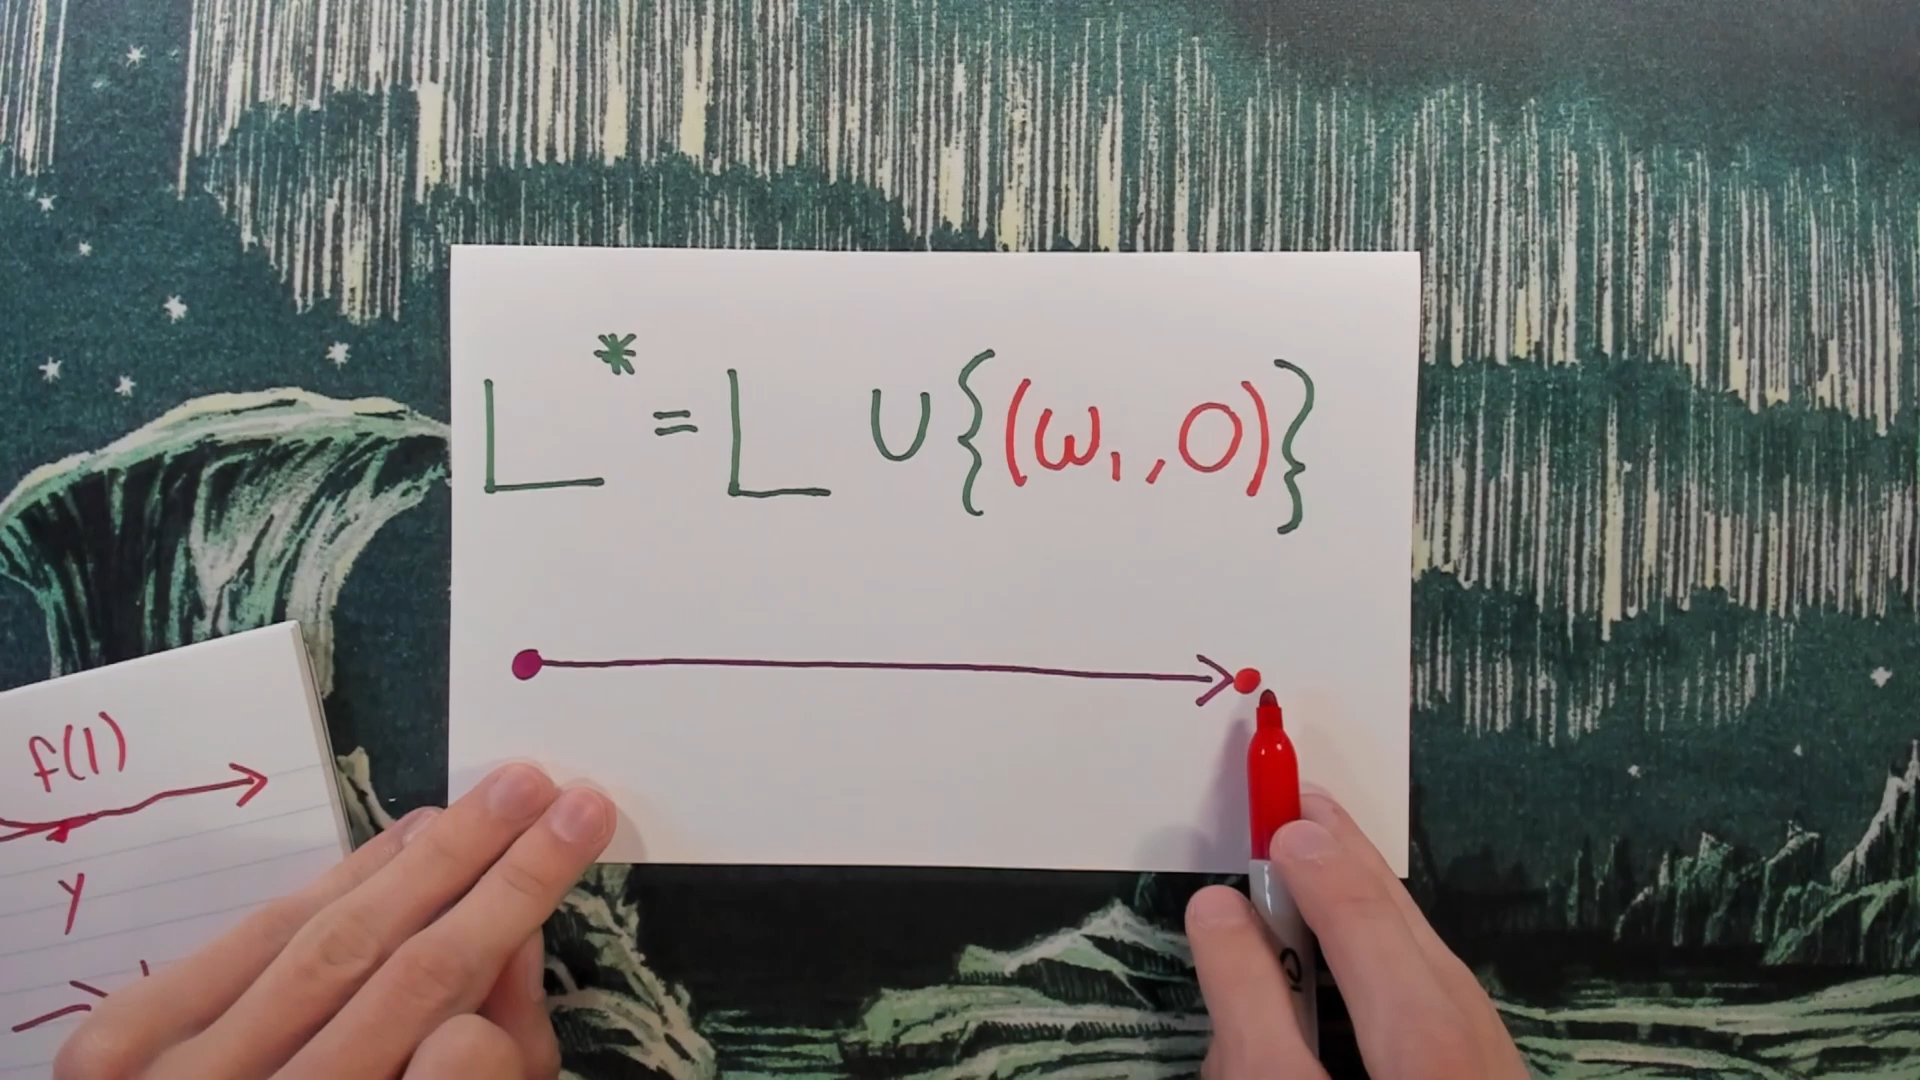 L* = L ∪ {(ω₁, 0)}
f(1)
y